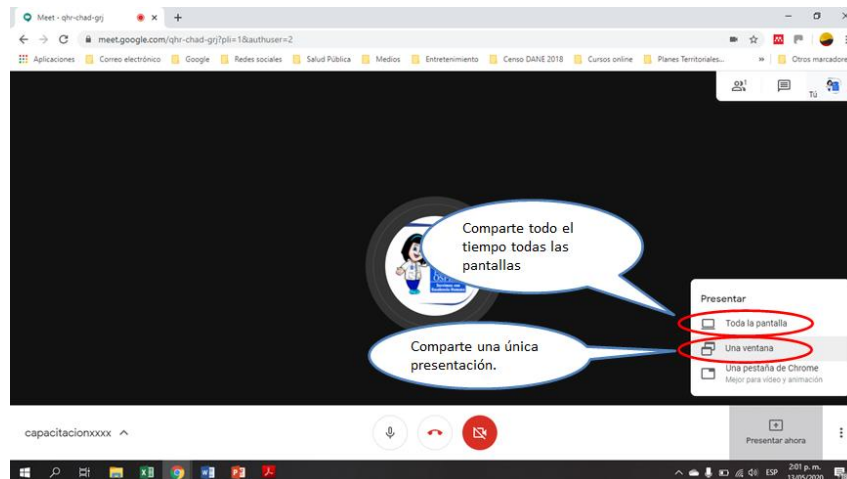 Meet - qhr-chad-grj
meet.google.com/qhr-chad-grj?pli=1&authuser=2
Aplicaciones Correo electrónico Google Redes sociales Salud Pública Medios Entretenimiento Censo DANE 2018 Cursos online Planes Territoriales... » Otros marcadore
Tú
Comparte todo el
tiempo todas las
pantallas
Presentar
Toda la pantalla
Comparte una única
presentación.
Una ventana
Una pestaña de Chrome
Mejor para vídeo y animación
capacitacionxxxx
Presentar ahora
ESP 2:01 p. m.
13/05/2020